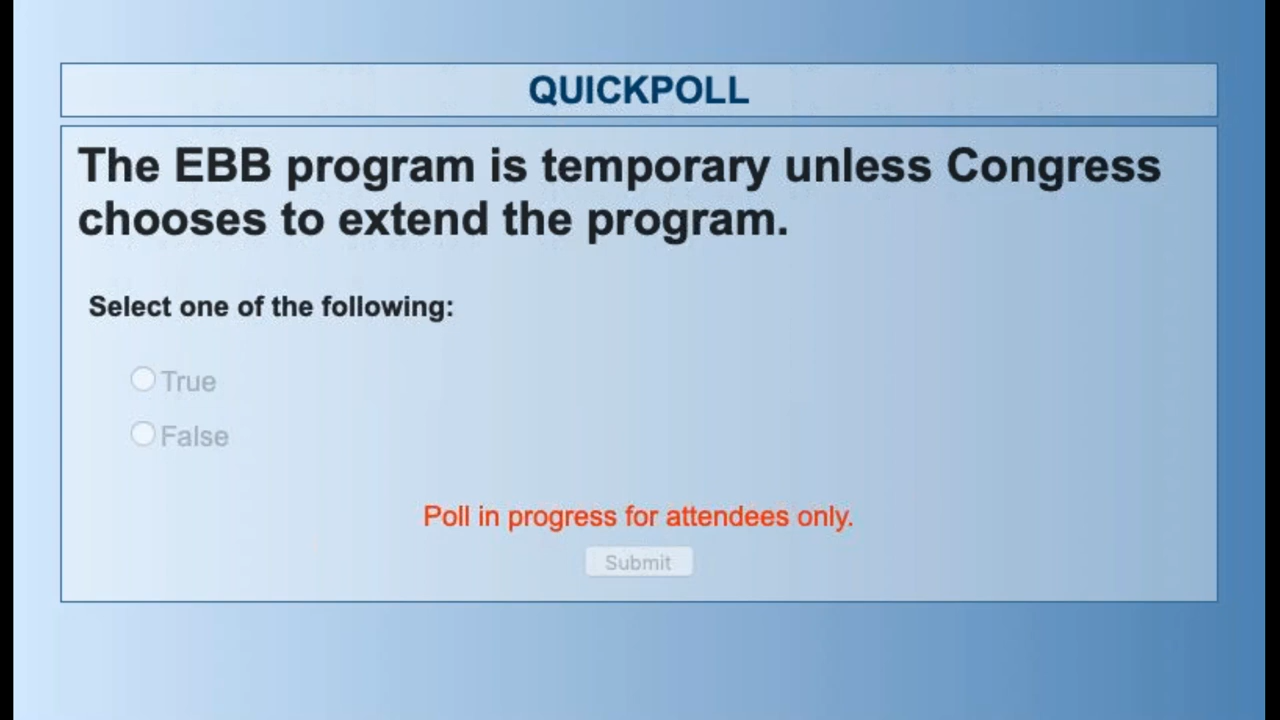 QUICKPOLL
The EBB program is temporary unless Congress
chooses to extend the program.
Select one of the following:
True
False
Poll in progress for attendees only.
Submit